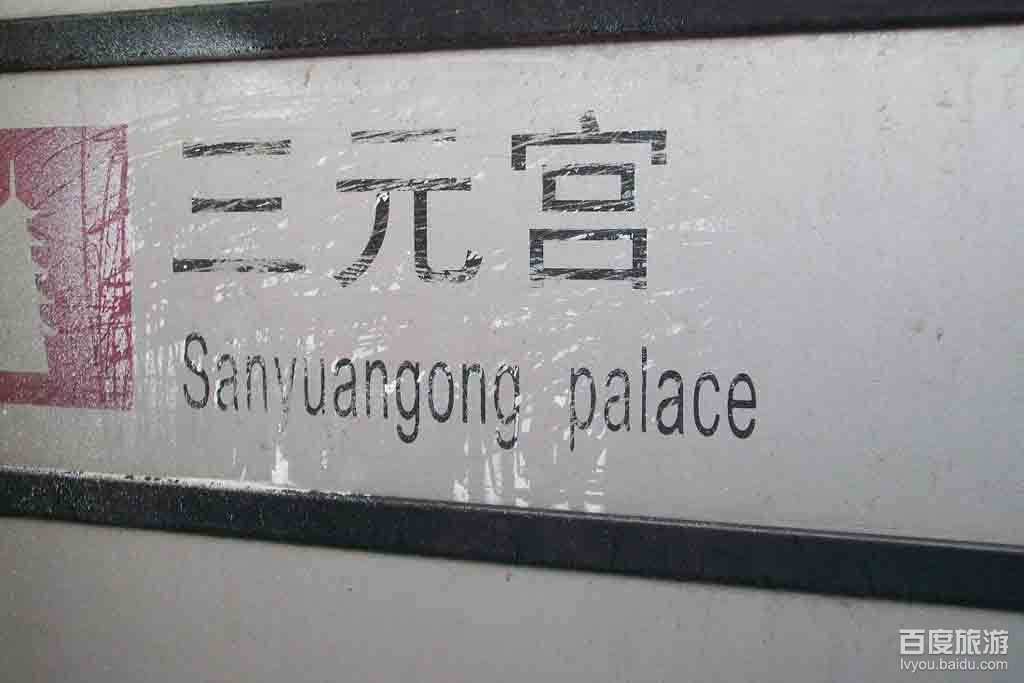 三元宫
Sanyuangong palace
百度旅游
lvyou.baidu.com